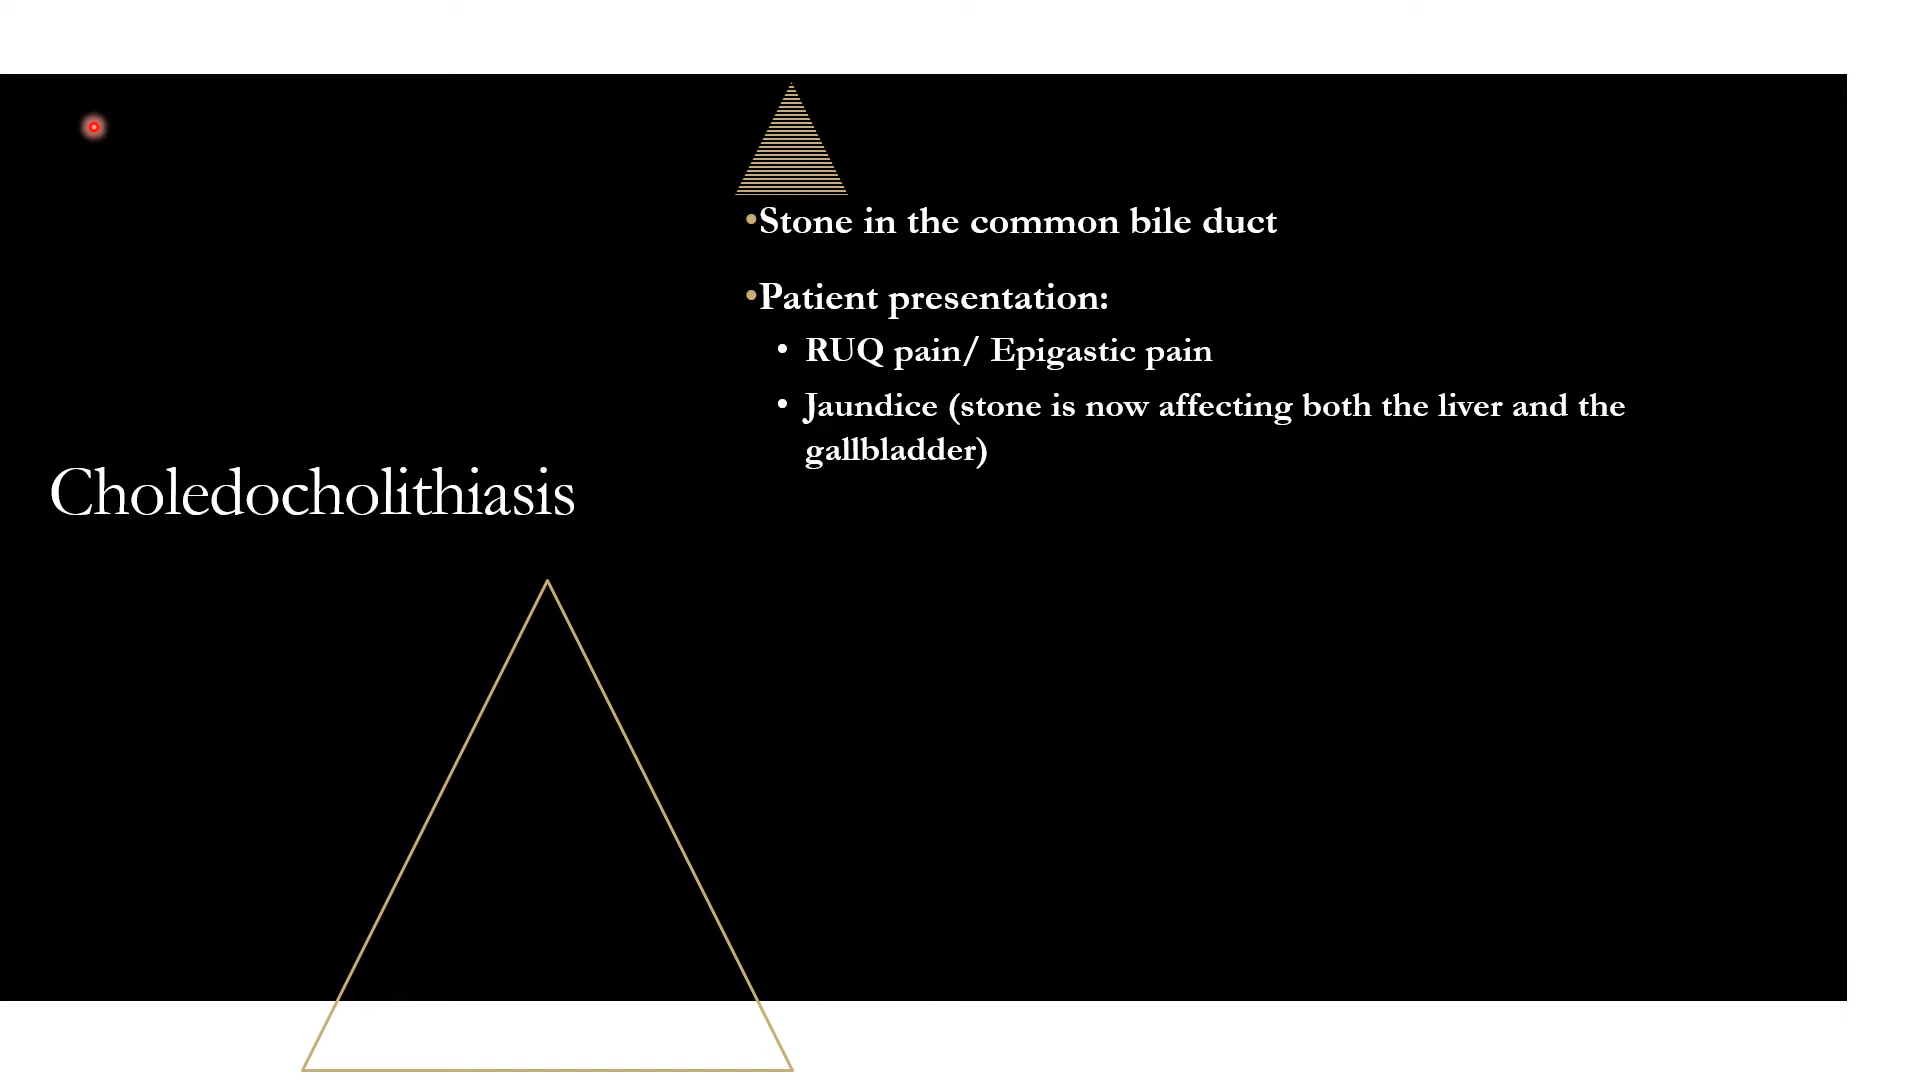 Choledocholithiasis
•Stone in the common bile duct
•Patient presentation:
• RUQ pain/ Epigastic pain
• Jaundice (stone is now affecting both the liver and the
gallbladder)